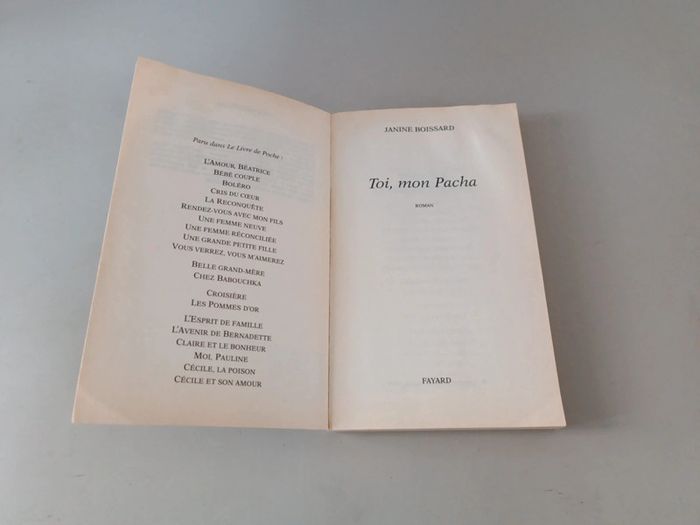 Paru dans Le Livre de Poche :
L'AMOUR, BÉATRICE
BÉBÉ COUPLE
BOLÉRO
CRIS DU CŒUR
LA RECONQUÊTE
RENDEZ-VOUS AVEC MON FILS
UNE FEMME NEUVE
UNE FEMME RÉCONCILIÉE
UNE GRANDE PETITE FILLE
VOUS VERREZ, VOUS M'AIMEREZ
BELLE GRAND-MÈRE
CHEZ BABOUCHKA
CROISIÈRE
LES POMMES D'OR
L'ESPRIT DE FAMILLE
L'AVENIR DE BERNADETTE
CLAIRE ET LE BONHEUR
MOI, PAULINE
CÉCILE, LA POISON
CÉCILE ET SON AMOUR
JANINE BOISSARD
Toi, mon Pacha
ROMAN
FAYARD